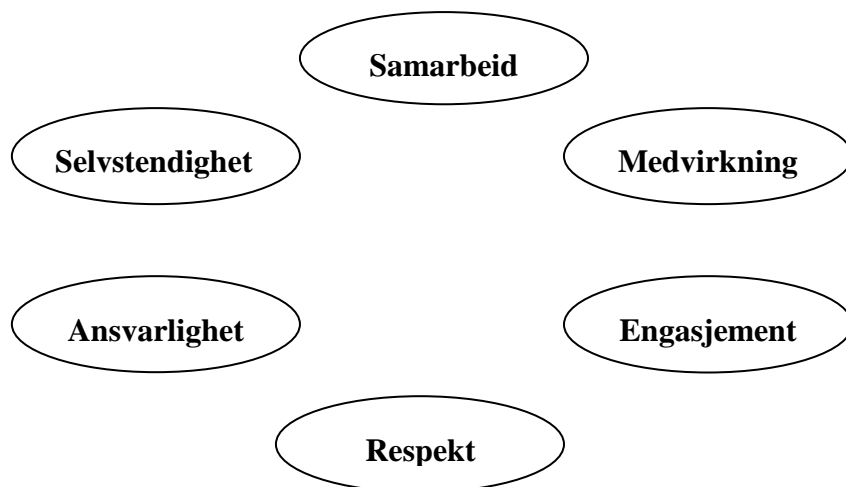 Samarbeid
Selvstendighet
Medvirkning
Ansvarlighet
Engasjement
Respekt